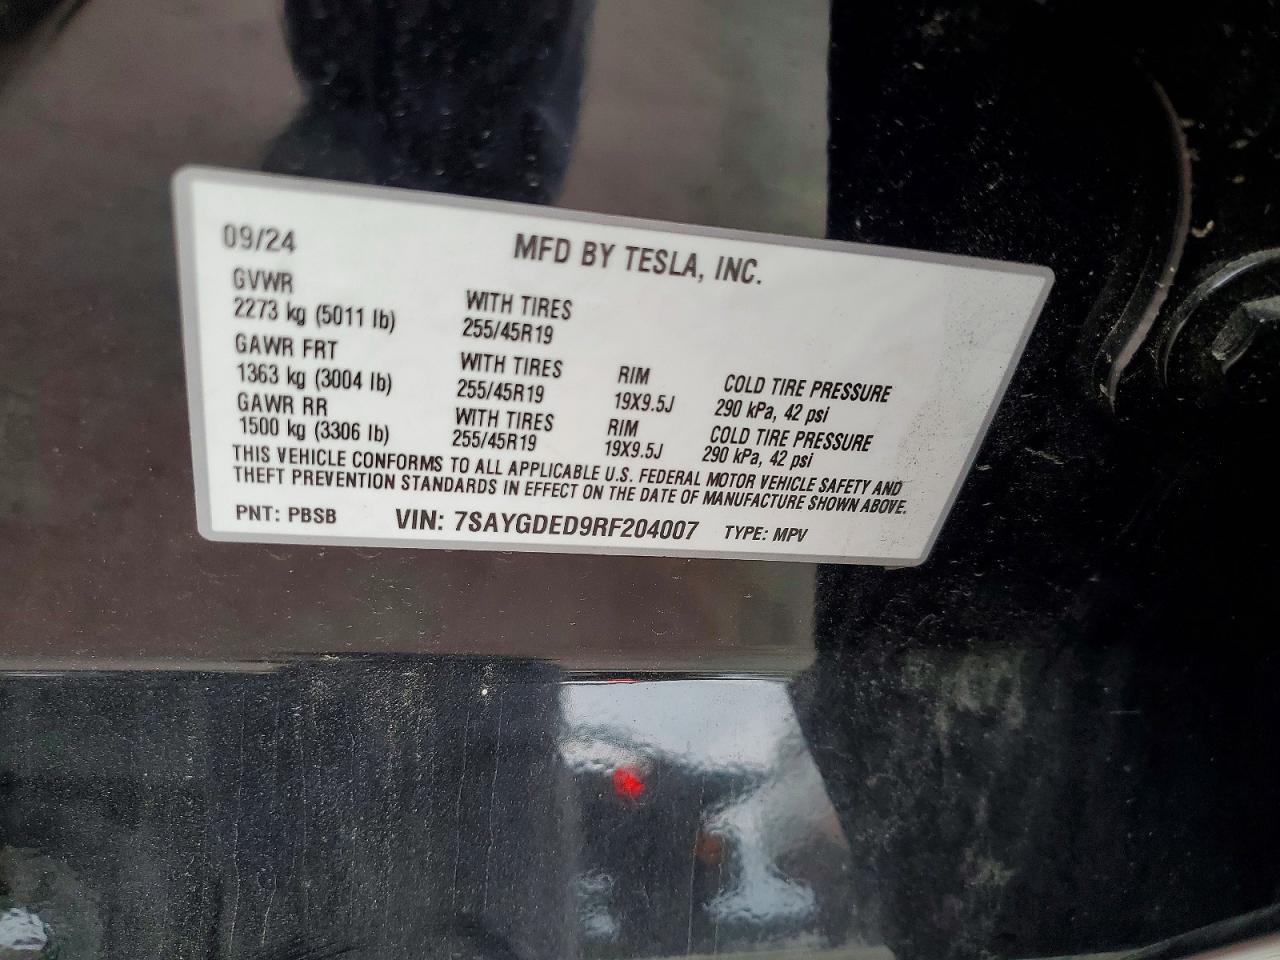 09/24 MFD BY TESLA, INC.
GVWR
2273 kg (5011 lb) WITH TIRES 255/45R19
GAWR FRT
1363 kg (3004 lb) WITH TIRES 255/45R19 RIM 19X9.5J COLD TIRE PRESSURE 290 kPa, 42 psi
GAWR RR
1500 kg (3306 lb) WITH TIRES 255/45R19 RIM 19X9.5J COLD TIRE PRESSURE 290 kPa, 42 psi
THIS VEHICLE CONFORMS TO ALL APPLICABLE U.S. FEDERAL MOTOR VEHICLE SAFETY AND
THEFT PREVENTION STANDARDS IN EFFECT ON THE DATE OF MANUFACTURE SHOWN ABOVE.
PNT: PBSB VIN: 7SAYGDED9RF204007 TYPE: MPV